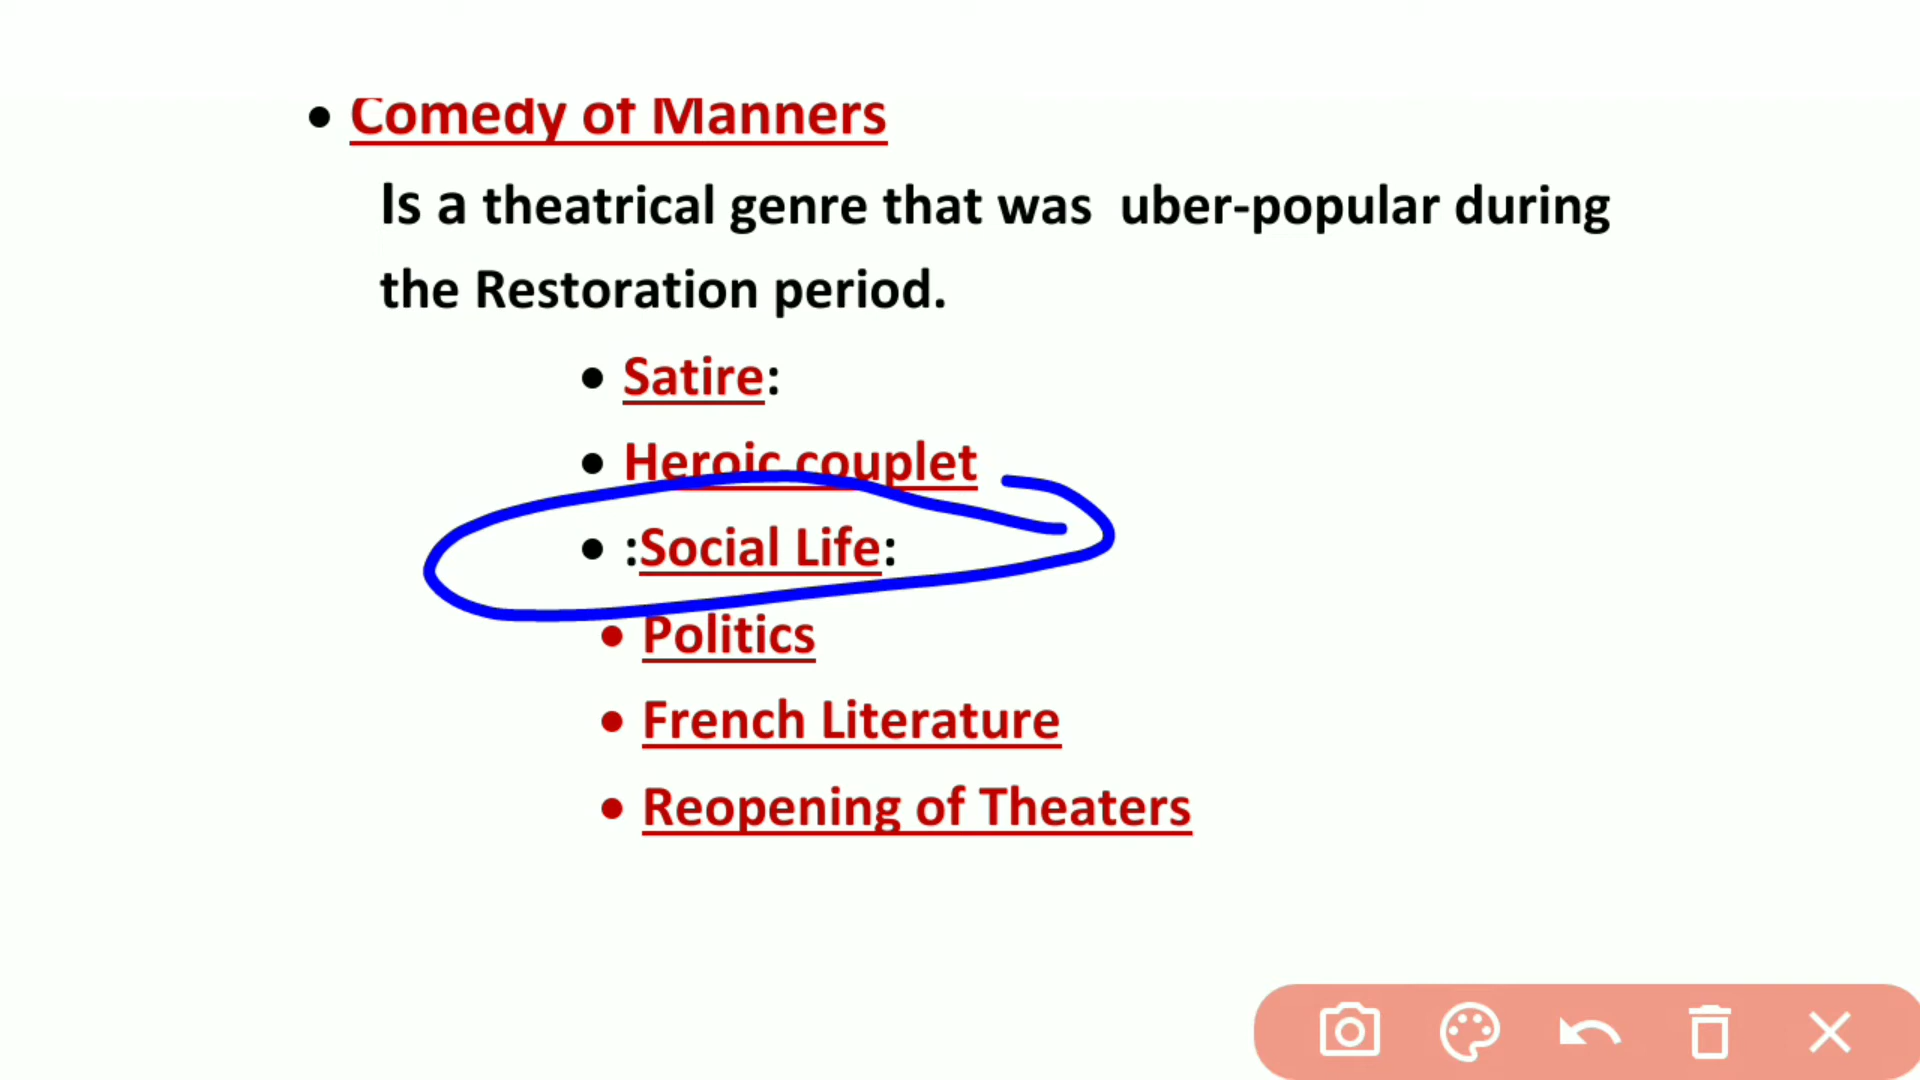 • Comedy of Manners
Is a theatrical genre that was uber-popular during
the Restoration period.
• Satire:
• Heroic couplet
• :Social Life:
• Politics
• French Literature
• Reopening of Theaters